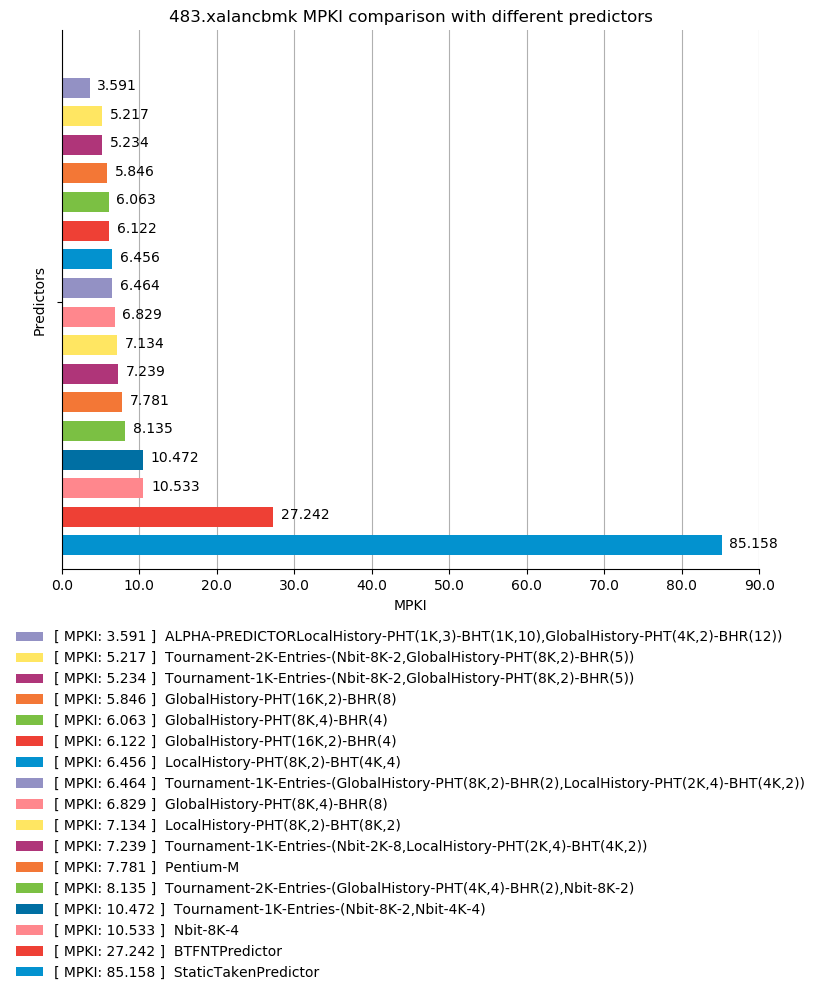 483.xalancbmk MPKI comparison with different predictors
3.591
5.217
5.234
5.846
6.063
6.122
6.456
6.464
Predictors
6.829
7.134
7.239
7.781
8.135
10.472
10.533
27.242
85.158
0.0 10.0 20.0 30.0 40.0 50.0 60.0 70.0 80.0 90.0
MPKI
[ MPKI: 3.591 ] ALPHA-PREDICTORLocalHistory-PHT(1K,3)-BHT(1K,10),GlobalHistory-PHT(4K,2)-BHR(12))
[ MPKI: 5.217 ] Tournament-2K-Entries-(Nbit-8K-2,GlobalHistory-PHT(8K,2)-BHR(5))
[ MPKI: 5.234 ] Tournament-1K-Entries-(Nbit-8K-2,GlobalHistory-PHT(8K,2)-BHR(5))
[ MPKI: 5.846 ] GlobalHistory-PHT(16K,2)-BHR(8)
[ MPKI: 6.063 ] GlobalHistory-PHT(8K,4)-BHR(4)
[ MPKI: 6.122 ] GlobalHistory-PHT(16K,2)-BHR(4)
[ MPKI: 6.456 ] LocalHistory-PHT(8K,2)-BHT(4K,4)
[ MPKI: 6.464 ] Tournament-1K-Entries-(GlobalHistory-PHT(8K,2)-BHR(2),LocalHistory-PHT(2K,4)-BHT(4K,2))
[ MPKI: 6.829 ] GlobalHistory-PHT(8K,4)-BHR(8)
[ MPKI: 7.134 ] LocalHistory-PHT(8K,2)-BHT(8K,2)
[ MPKI: 7.239 ] Tournament-1K-Entries-(Nbit-2K-8,LocalHistory-PHT(2K,4)-BHT(4K,2))
[ MPKI: 7.781 ] Pentium-M
[ MPKI: 8.135 ] Tournament-2K-Entries-(GlobalHistory-PHT(4K,4)-BHR(2),Nbit-8K-2)
[ MPKI: 10.472 ] Tournament-1K-Entries-(Nbit-8K-2,Nbit-4K-4)
[ MPKI: 10.533 ] Nbit-8K-4
[ MPKI: 27.242 ] BTFNTPredictor
[ MPKI: 85.158 ] StaticTakenPredictor